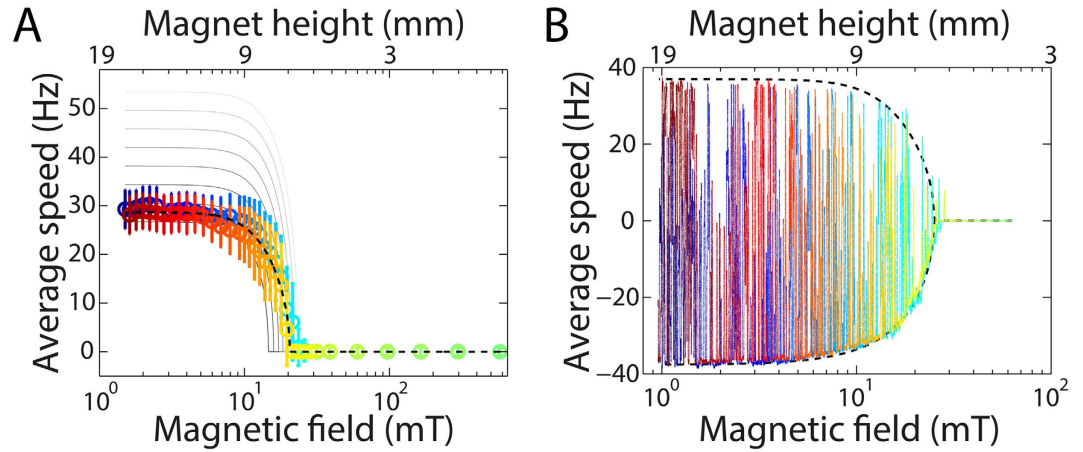 A
Magnet height (mm)
19 9 3
Average speed (Hz)
50
40
30
20
10
0
10⁰ 10¹ 10²
Magnetic field (mT)
B
Magnet height (mm)
19 9 3
Average speed (Hz)
40
20
0
−20
−40
10⁰ 10¹ 10²
Magnetic field (mT)